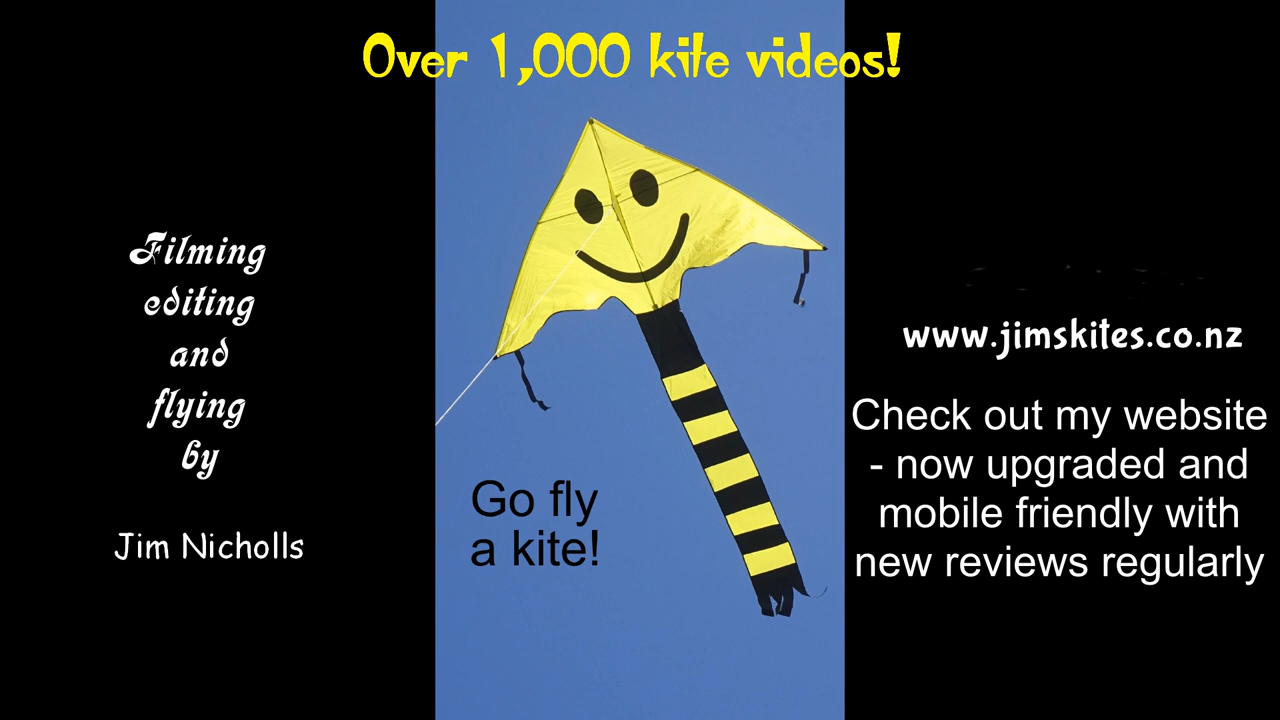 Over 1,000 kite videos!
Filming
editing
and
flying
by
Jim Nicholls
Go fly
a kite!
www.jimskites.co.nz
Check out my website
- now upgraded and
mobile friendly with
new reviews regularly